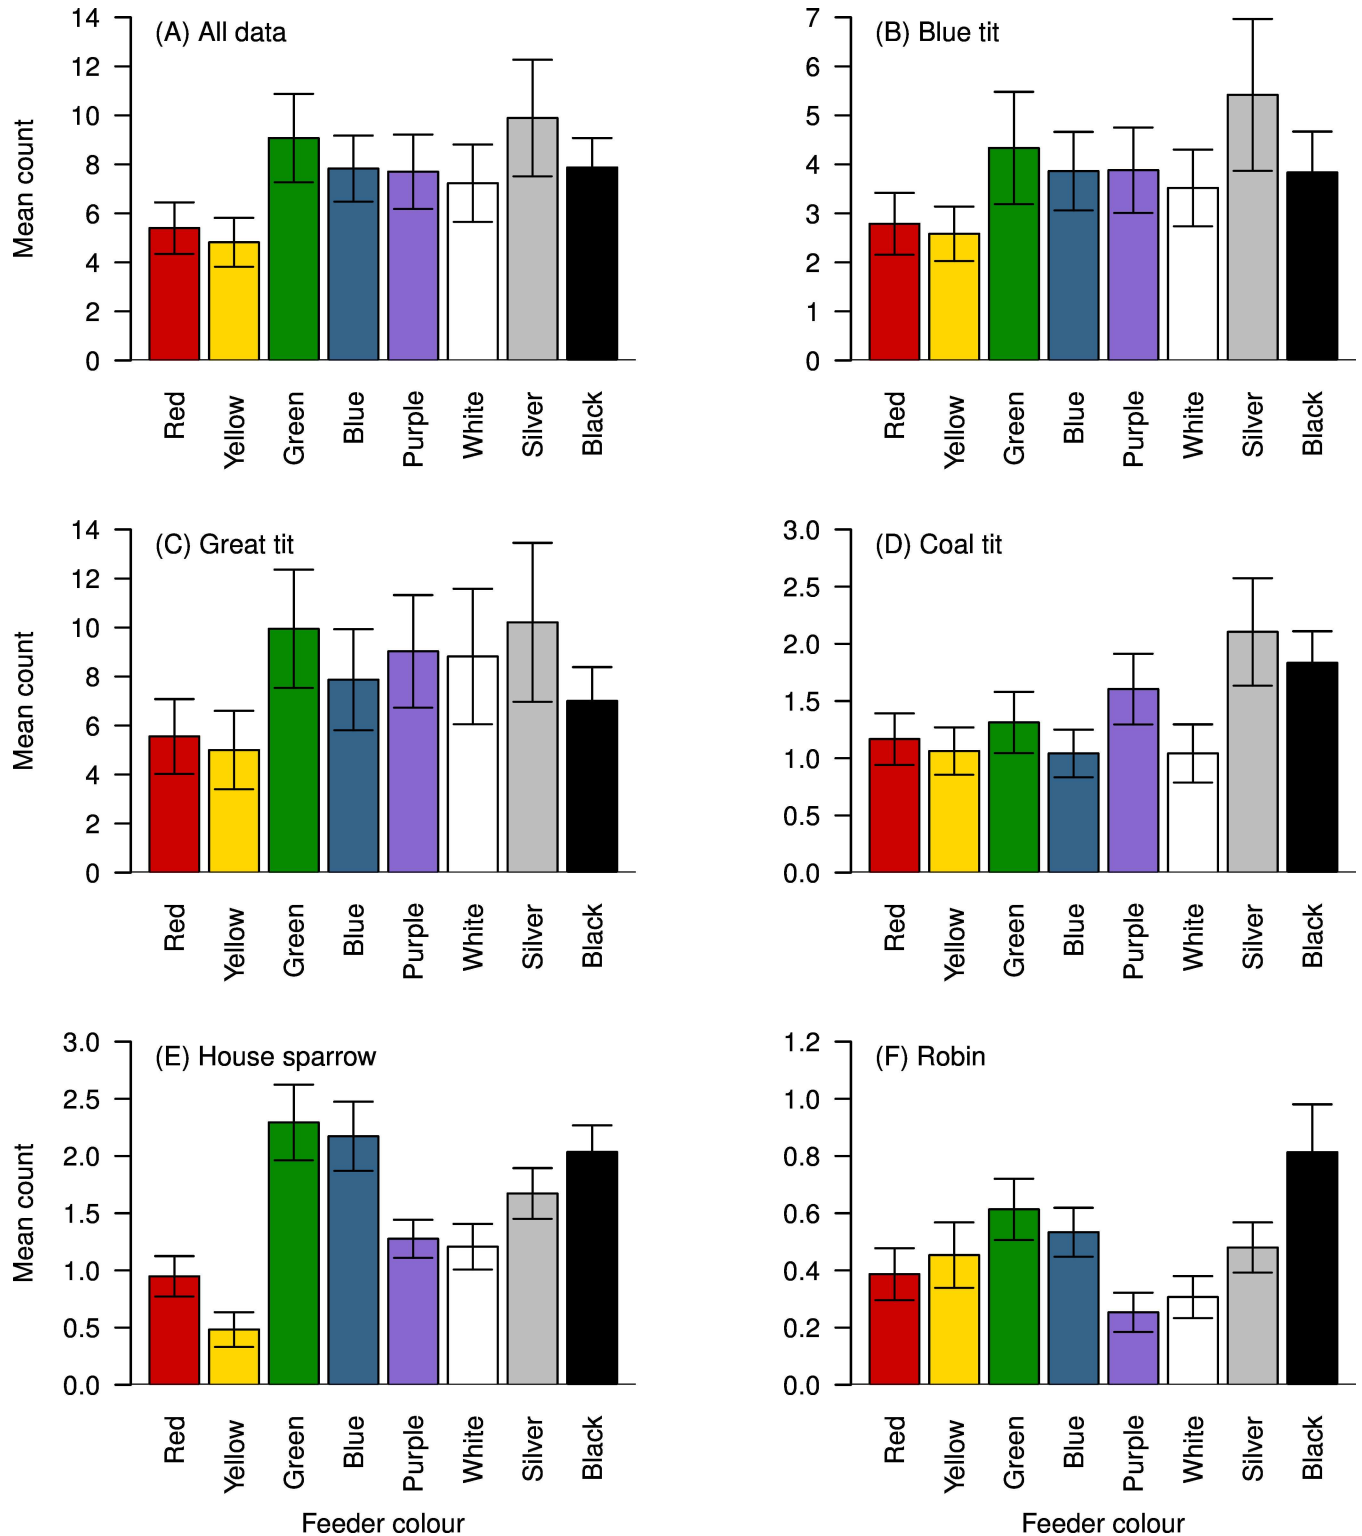 (A) All data
Mean count
14
12
10
8
6
4
2
0
Red Yellow Green Blue Purple White Silver Black
(B) Blue tit
7
6
5
4
3
2
1
0
Red Yellow Green Blue Purple White Silver Black
(C) Great tit
Mean count
14
12
10
8
6
4
2
0
Red Yellow Green Blue Purple White Silver Black
(D) Coal tit
3.0
2.5
2.0
1.5
1.0
0.5
0.0
Red Yellow Green Blue Purple White Silver Black
(E) House sparrow
Mean count
3.0
2.5
2.0
1.5
1.0
0.5
0.0
Red Yellow Green Blue Purple White Silver Black
Feeder colour
(F) Robin
1.2
1.0
0.8
0.6
0.4
0.2
0.0
Red Yellow Green Blue Purple White Silver Black
Feeder colour